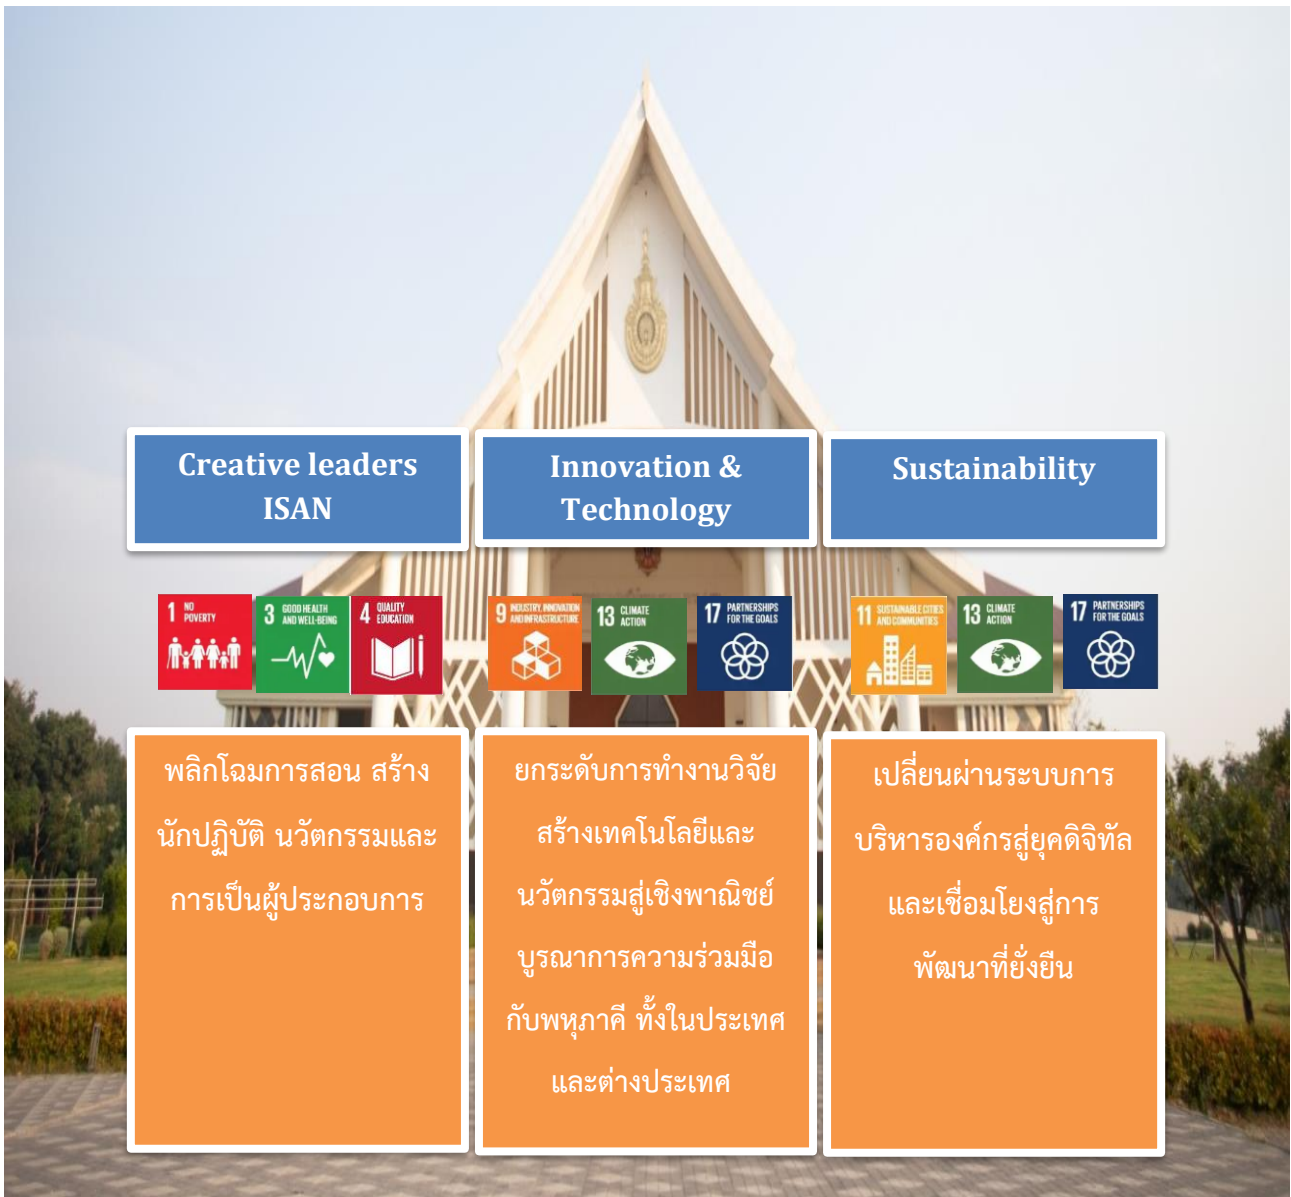 Creative leaders
ISAN
Innovation &
Technology
Sustainability
1 NO
POVERTY
3 GOOD HEALTH
AND WELL-BEING
4 QUALITY
EDUCATION
9 INDUSTRY, INNOVATION
AND INFRASTRUCTURE
13 CLIMATE
ACTION
17 PARTNERSHIPS
FOR THE GOALS
11 SUSTAINABLE CITIES
AND COMMUNITIES
13 CLIMATE
ACTION
17 PARTNERSHIPS
FOR THE GOALS
พลิกโฉมการสอน สร้าง
นักปฏิบัติ นวัตกรรมและ
การเป็นผู้ประกอบการ
ยกระดับการทำงานวิจัย
สร้างเทคโนโลยีและ
นวัตกรรมสู่เชิงพาณิชย์
บูรณาการความร่วมมือ
กับพหุภาคี ทั้งในประเทศ
และต่างประเทศ
เปลี่ยนผ่านระบบการ
บริหารองค์กรสู่ยุคดิจิทัล
และเชื่อมโยงสู่การ
พัฒนาที่ยั่งยืน